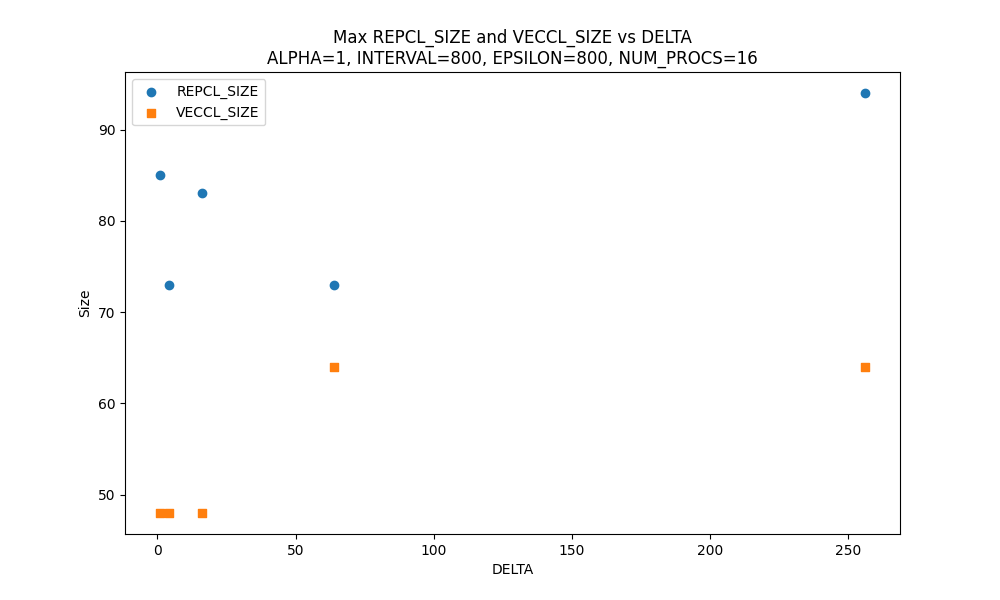 Max REPCL_SIZE and VECCL_SIZE vs DELTA
ALPHA=1, INTERVAL=800, EPSILON=800, NUM_PROCS=16
REPCL_SIZE
VECCL_SIZE
90
80
70
60
50
Size
0
50
100
150
200
250
DELTA